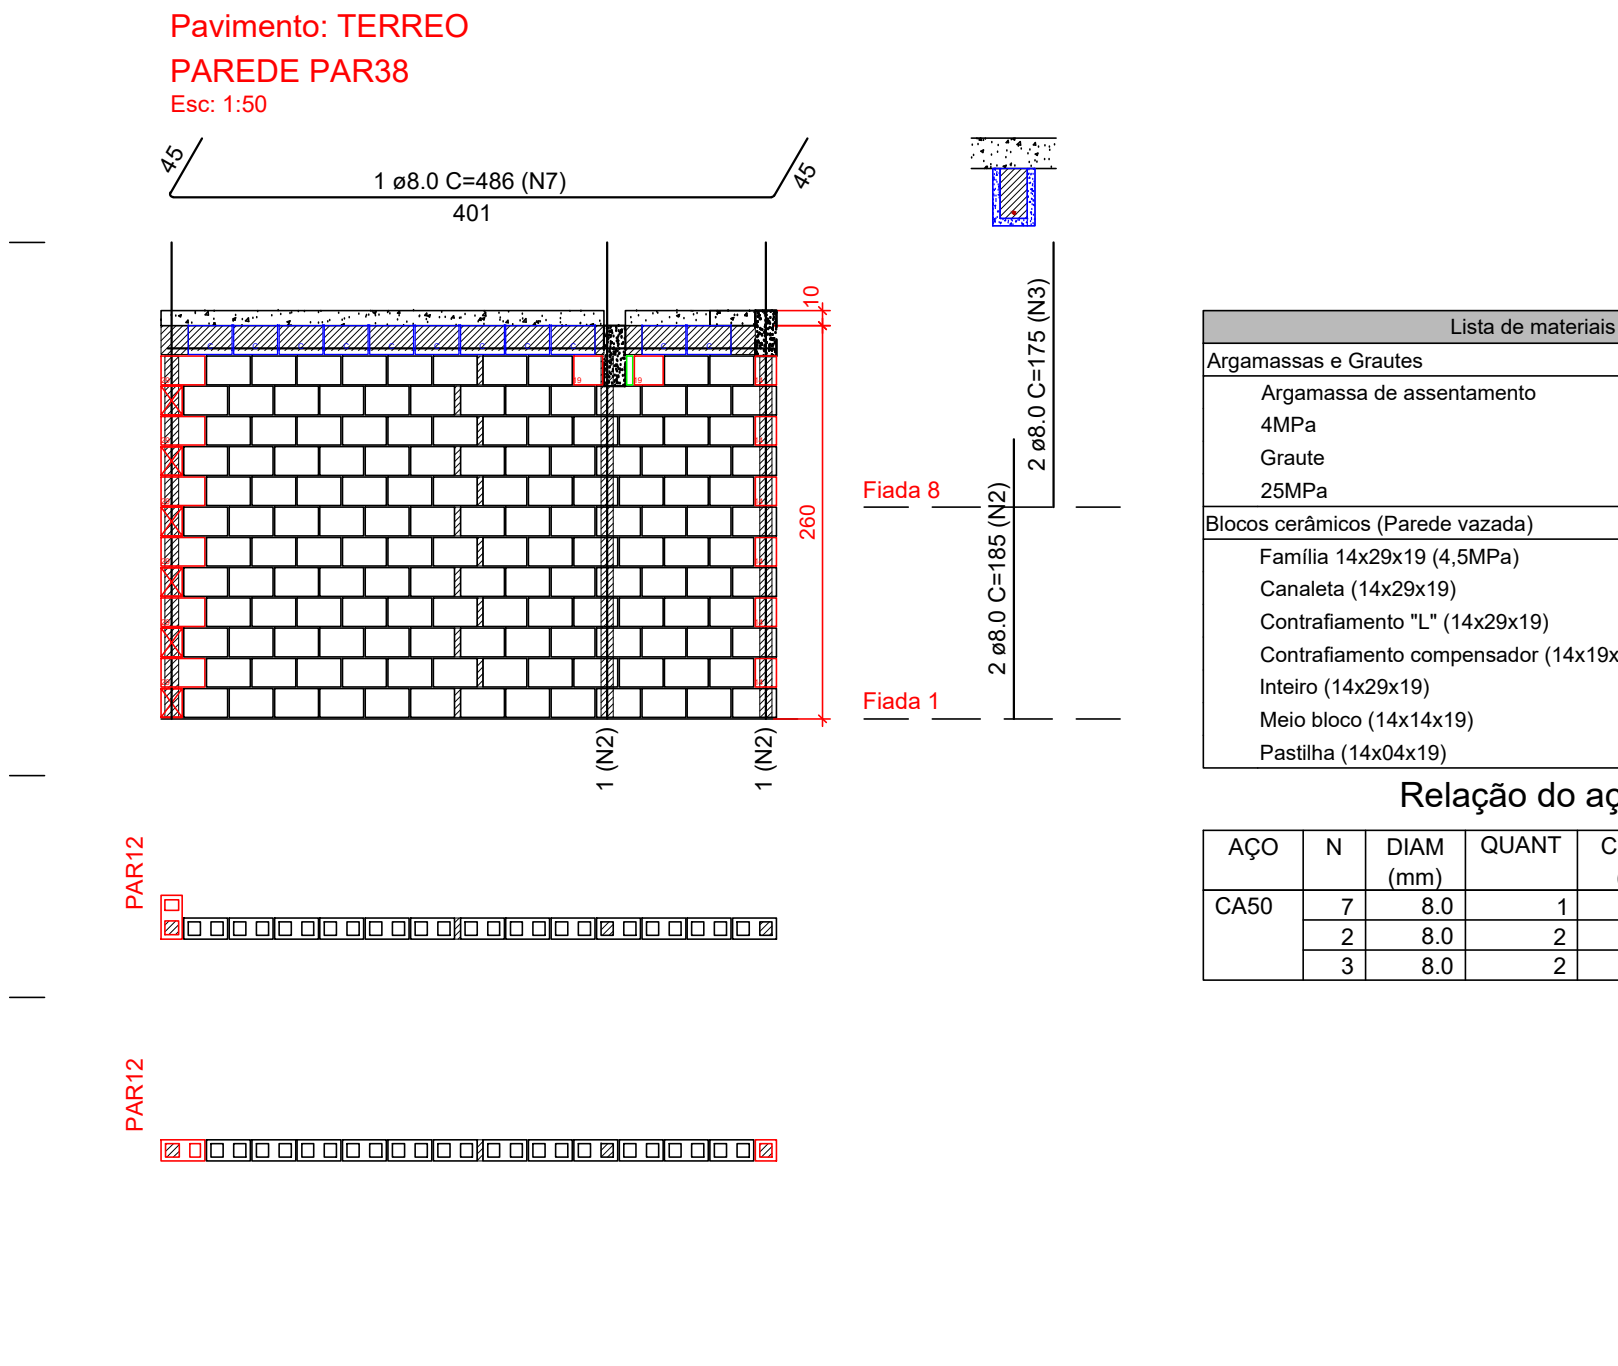 Pavimento: TERREO
PAREDE PAR38
Esc: 1:50
45
1 ø8.0 C=486 (N7)
401
45
10
260
2 ø8.0 C=175 (N3)
2 ø8.0 C=185 (N2)
Fiada 8
Fiada 1
1 (N2)
1 (N2)
PAR12
PAR12
Lista de materiais
Argamassas e Grautes
Argamassa de assentamento
4MPa
Graute
25MPa
Blocos cerâmicos (Parede vazada)
Família 14x29x19 (4,5MPa)
Canaleta (14x29x19)
Contrafiamento "L" (14x29x19)
Contrafiamento compensador (14x19x
Inteiro (14x29x19)
Meio bloco (14x14x19)
Pastilha (14x04x19)
Relação do aç
AÇO N DIAM QUANT C
(mm)
CA50 7 8.0 1
2 8.0 2
3 8.0 2